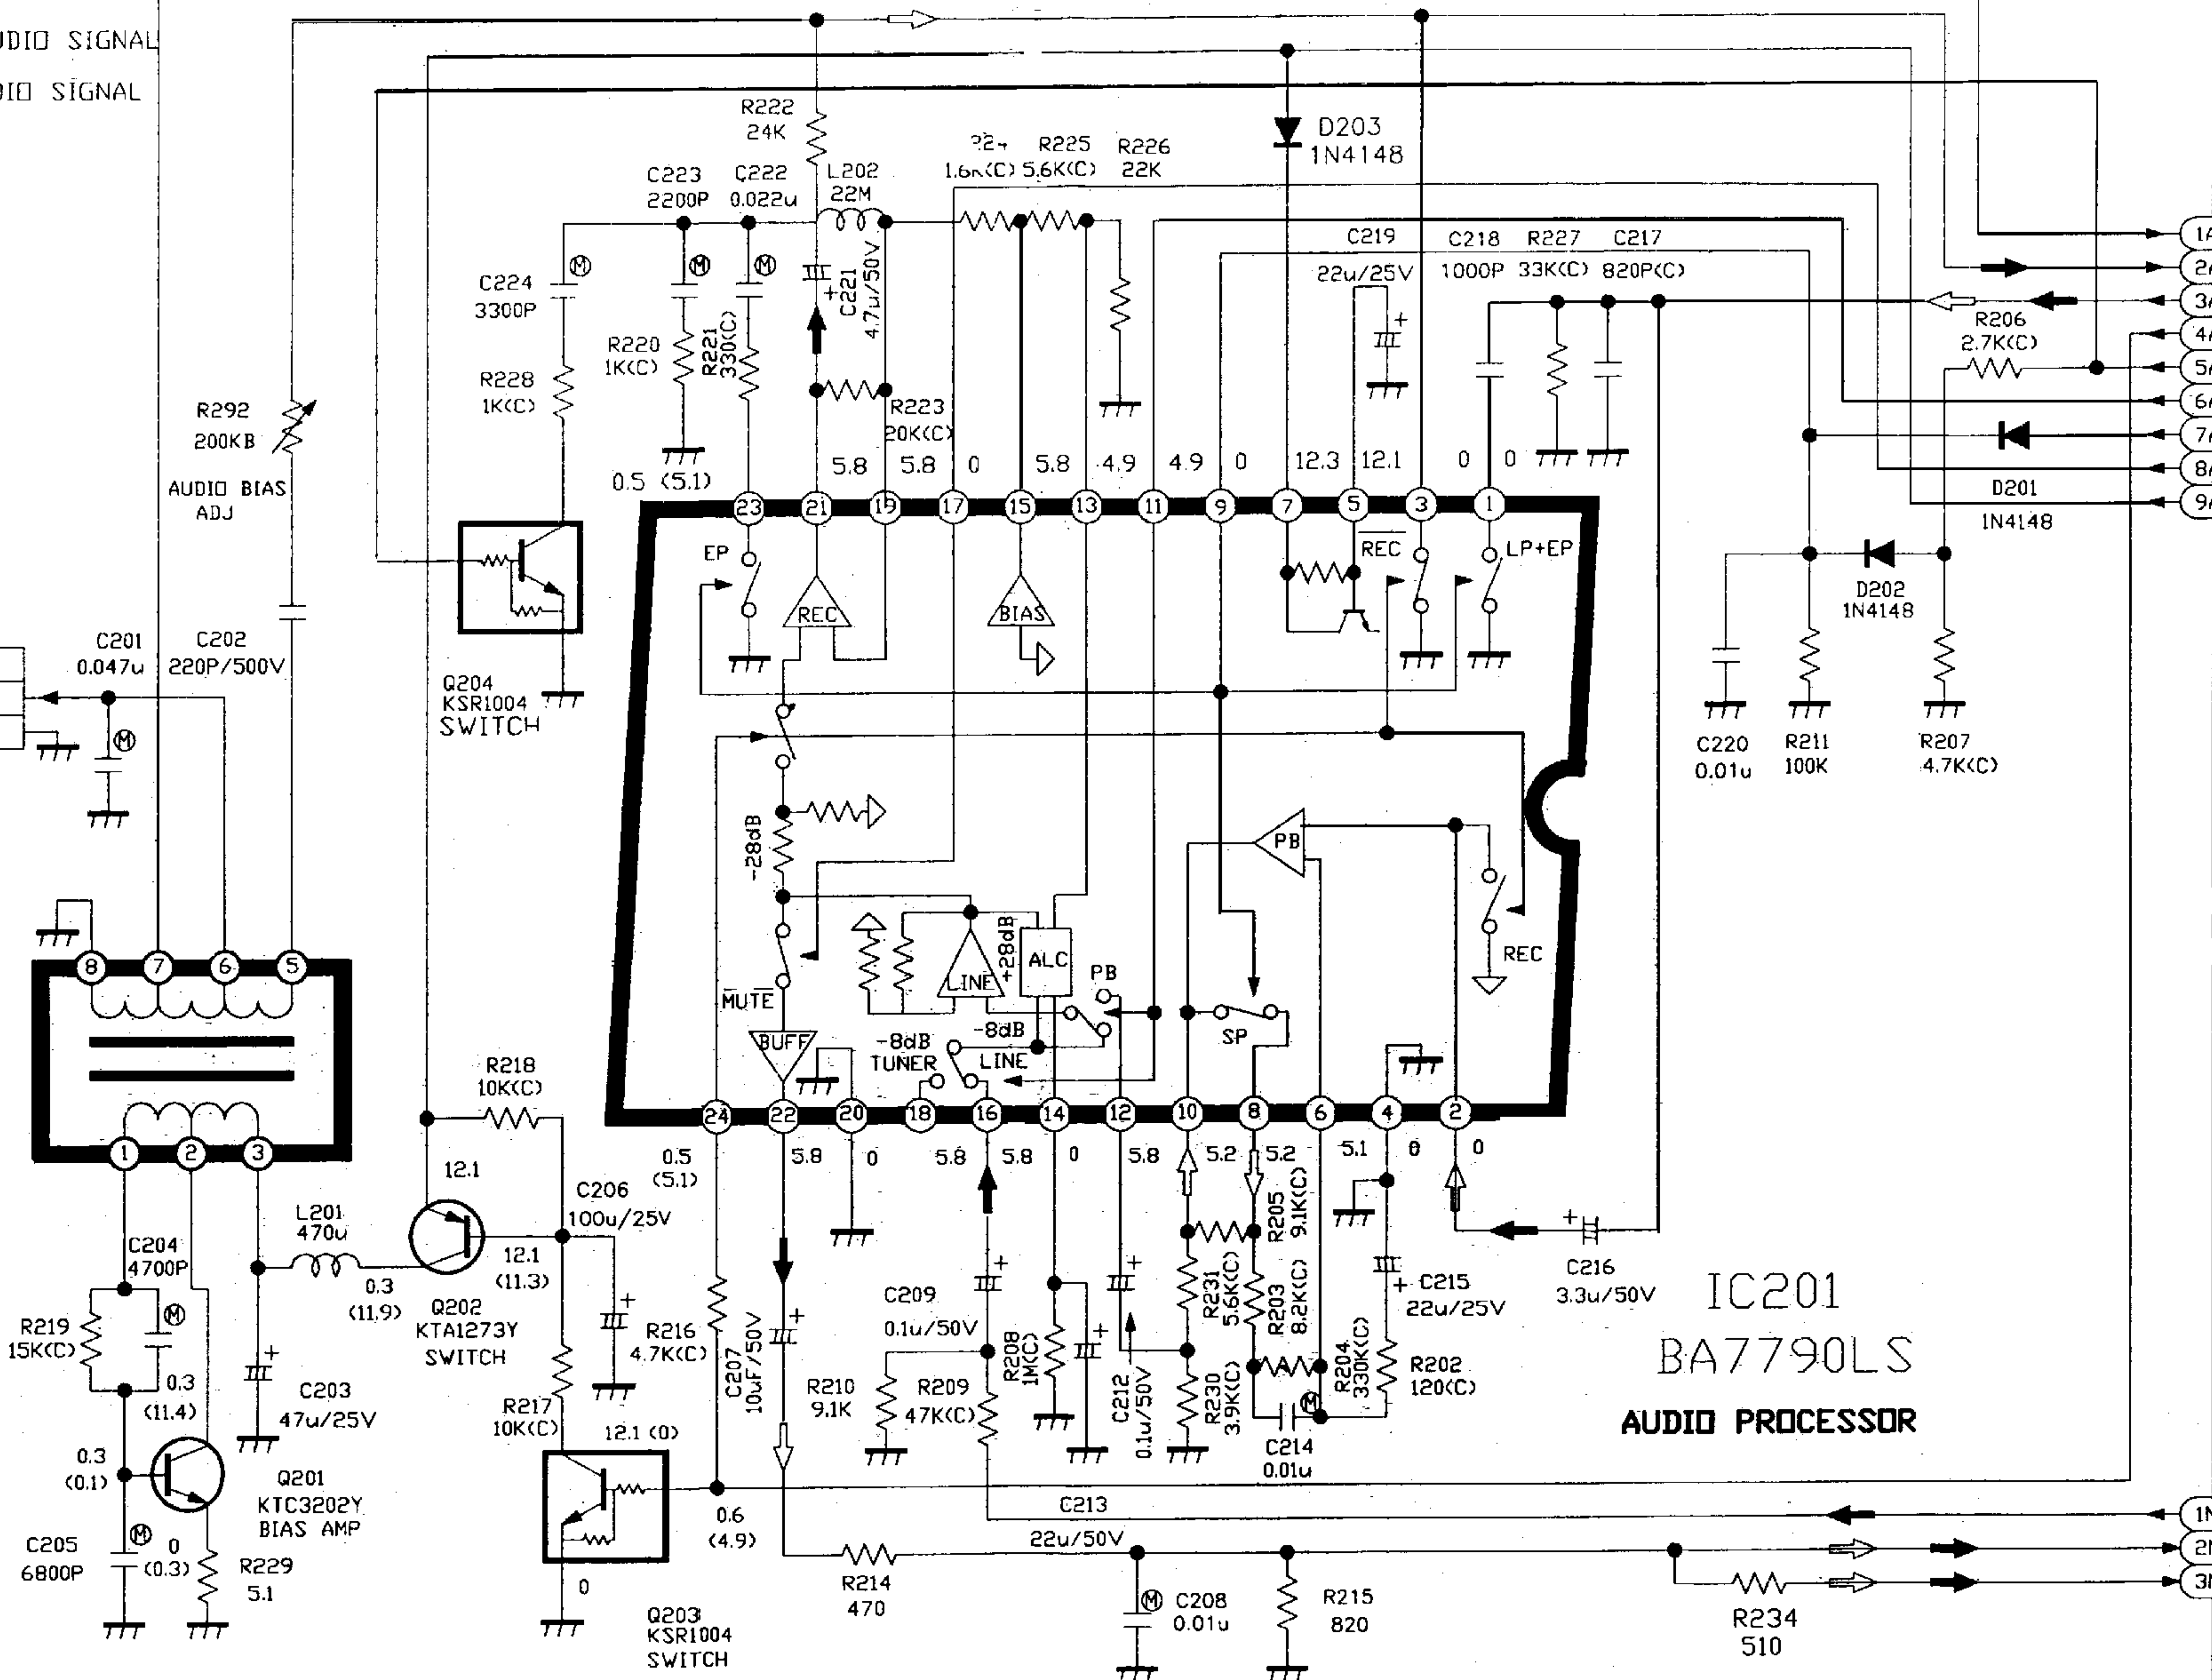 UDIO SIGNAL
DIO SIGNAL
R222
24K
D203
1N4148
R225
5.6K(C)
R226
22K
C223
2200P
C222
0.022u
L202
22M
C224
3300P
C221
4.7u/50V
C219
22u/25V
C218
1000P
R227
33K(C)
C217
820P(C)
R206
2.7K(C)
R228
1K(C)
R220
1K(C)
R221
330(C)
R223
20K(C)
R292
200KB
AUDIO BIAS
ADJ
D201
1N4148
0.5 (5.1) 5.8 5.8 0 5.8 4.9 4.9 0 12.3 12.1 0 0
23 21 19 17 15 13 11 9 7 5 3 1
EP
REC
BIAS
REC
LP+EP
D202
1N4148
C201
0.047u
C202
220P/500V
Q204
KSR1004
SWITCH
C220
0.01u
R211
100K
R207
4.7K(C)
-28dB
PB
MUTE
LINE
+28dB
ALC
PB
REC
BUFF
-8dB
TUNER
-8dB
LINE
SP
8 7 6 5
1 2 3
R218
10K(C)
24 22 20 18 16 14 12 10 8 6 4 2
0.5
(5.1)
5.8 0 5.8 5.8 0 5.8 5.2 5.2 5.1 0 0
12.1
C206
100u/25V
L201
470u
C204
4700P
0.3
(11.9)
12.1
(11.3)
Q202
KTA1273Y
SWITCH
R219
15K(C)
0.3
(11.4)
C203
47u/25V
R216
4.7K(C)
C207
10uF/50V
C209
0.1u/50V
R208
1M(C)
C212
0.1u/50V
R205
9.1K(C)
R231
5.6K(C)
R203
8.2K(C)
R204
330K(C)
R230
3.9K(C)
C215
22u/25V
C216
3.3u/50V
R202
120(C)
IC201
BA7790LS
AUDIO PROCESSOR
R210
9.1K
R209
47K(C)
R217
10K(C)
12.1 (0)
C214
0.01u
0.3
(0.1)
Q201
KTC3202Y
BIAS AMP
C205
6800P
0
(0.3)
R229
5.1
0.6
(4.9)
C213
22u/50V
0
Q203
KSR1004
SWITCH
R214
470
C208
0.01u
R215
820
R234
510
M
M
M
M
M
M
M
M
M